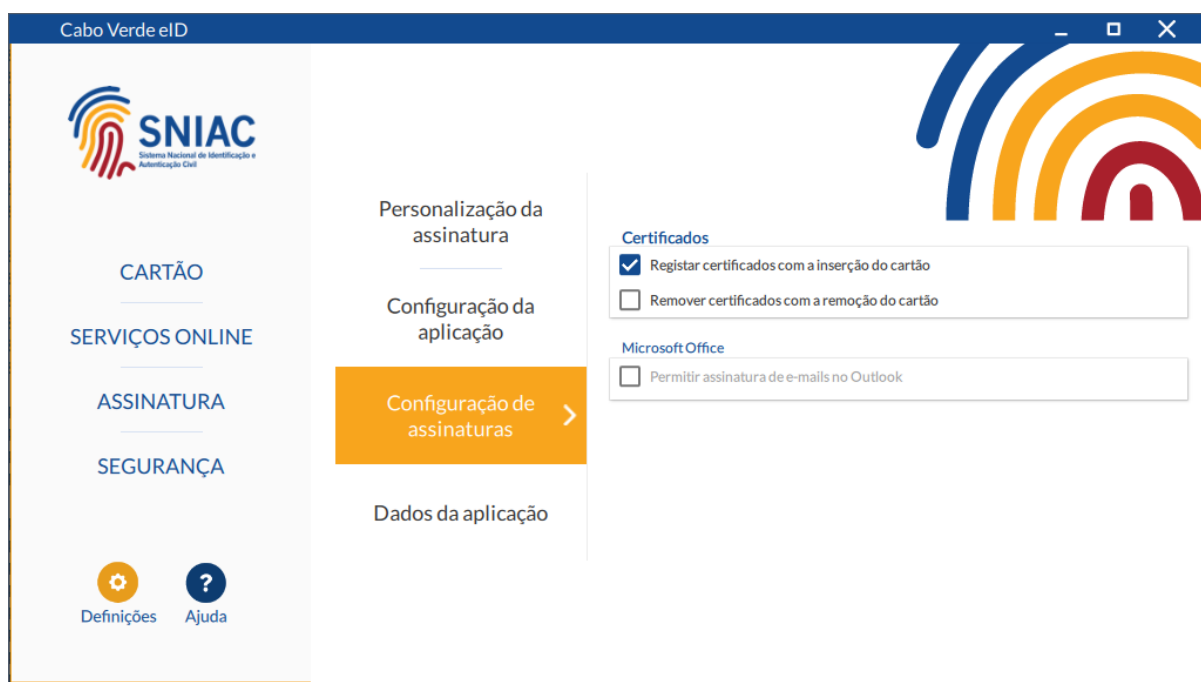 Cabo Verde eID
SNIAC
Sistema Nacional de Identificação e
Autenticação Civil
CARTÃO
SERVIÇOS ONLINE
ASSINATURA
SEGURANÇA
Definições
Ajuda
Personalização da
assinatura
Configuração da
aplicação
Configuração de
assinaturas
Dados da aplicação
Certificados
Registar certificados com a inserção do cartão
Remover certificados com a remoção do cartão
Microsoft Office
Permitir assinatura de e-mails no Outlook